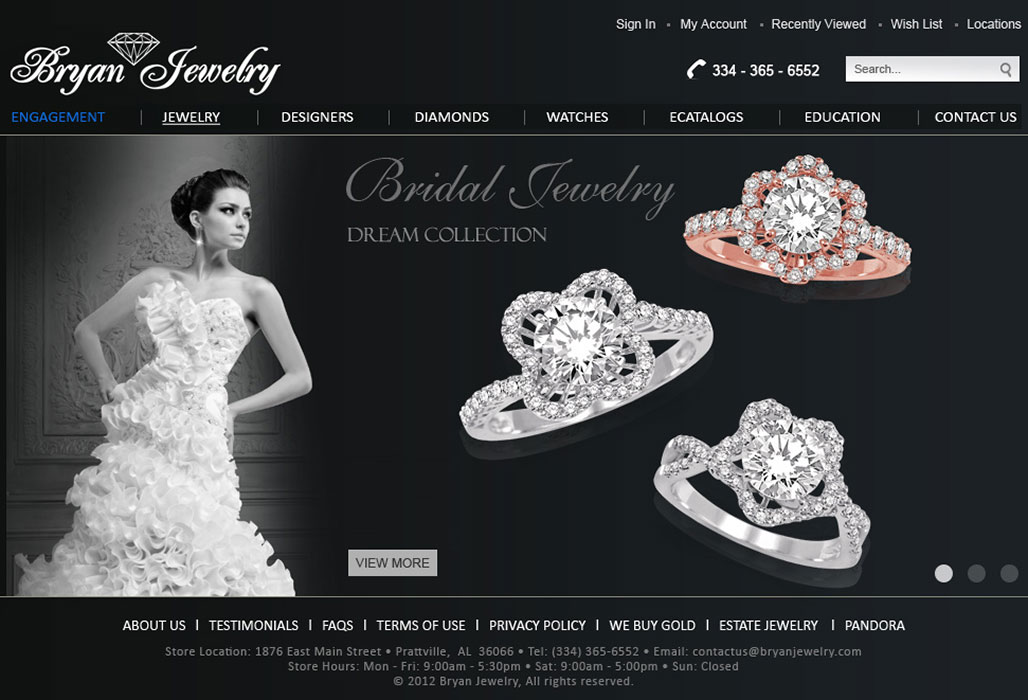 Sign In • My Account • Recently Viewed • Wish List • Locations
Bryan Jewelry
334 - 365 - 6552
Search...
ENGAGEMENT | JEWELRY | DESIGNERS | DIAMONDS | WATCHES | ECATALOGS | EDUCATION | CONTACT US
Bridal Jewelry
DREAM COLLECTION
VIEW MORE
ABOUT US | TESTIMONIALS | FAQS | TERMS OF USE | PRIVACY POLICY | WE BUY GOLD | ESTATE JEWELRY | PANDORA
Store Location: 1876 East Main Street • Prattville, AL 36066 • Tel: (334) 365-6552 • Email: contactus@bryanjewelry.com
Store Hours: Mon - Fri: 9:00am - 5:30pm • Sat: 9:00am - 5:00pm • Sun: Closed
© 2012 Bryan Jewelry, All rights reserved.